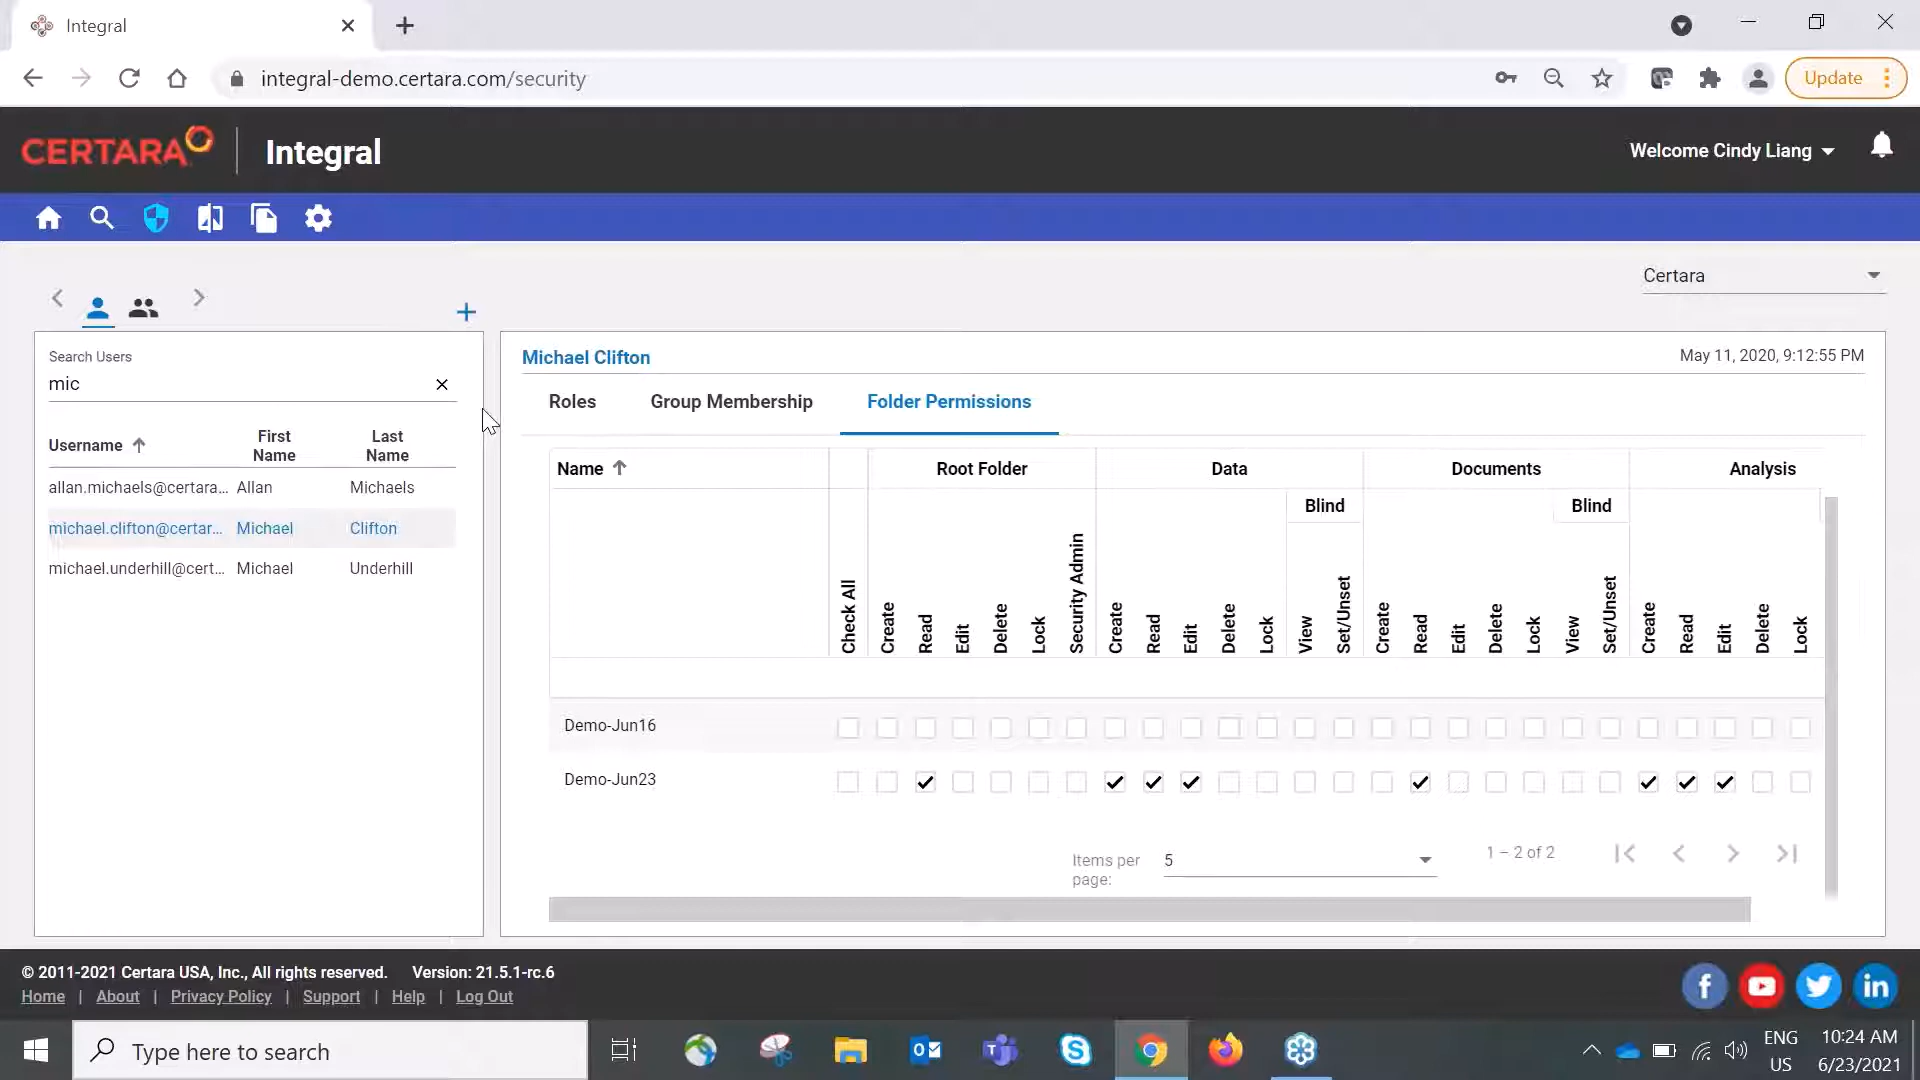 Integral
integral-demo.certara.com/security
Update
CERTARA
Integral
Welcome Cindy Liang
Certara
Search Users
mic
Username
First Name
Last Name
allan.michaels@certara... Allan Michaels
michael.clifton@certar... Michael Clifton
michael.underhill@cert... Michael Underhill
Michael Clifton
May 11, 2020, 9:12:55 PM
Roles Group Membership Folder Permissions
Name Root Folder Data Documents Analysis
Blind Blind
Check All Create Read Edit Delete Lock Security Admin Create Read Edit Delete Lock View Set/Unset Create Read Edit Delete Lock View Set/Unset Create Read Edit Delete Lock
Demo-Jun16
Demo-Jun23
Items per page: 5 1 – 2 of 2
© 2011-2021 Certara USA, Inc., All rights reserved. Version: 21.5.1-rc.6
Home | About | Privacy Policy | Support | Help | Log Out
Type here to search
ENG
US
10:24 AM
6/23/2021